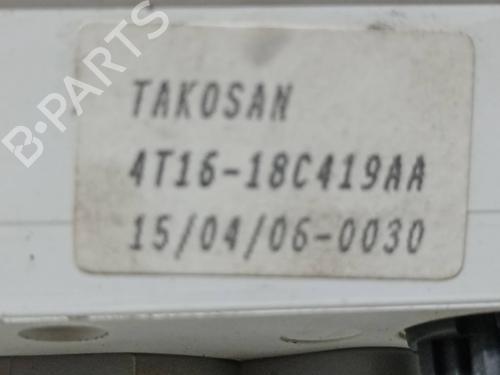 B-PARTS
TAKOSAN
4T16-18C419AA
15/04/06-0030